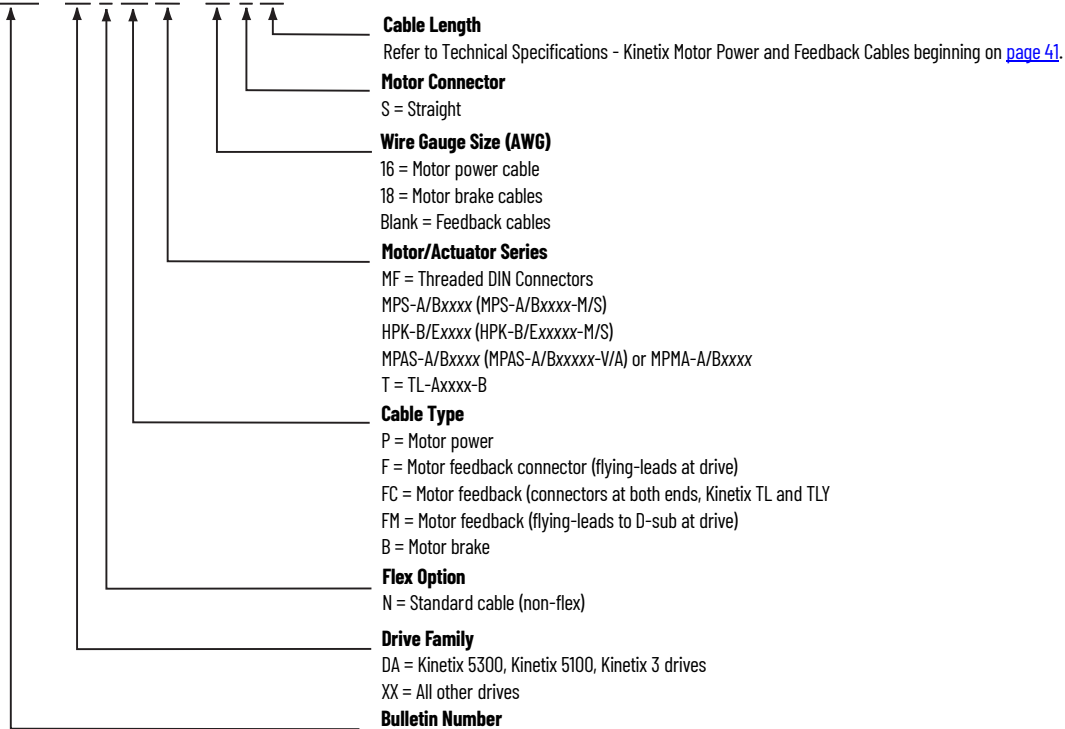 Cable Length
Refer to Technical Specifications - Kinetix Motor Power and Feedback Cables beginning on page 41.
Motor Connector
S = Straight
Wire Gauge Size (AWG)
16 = Motor power cable
18 = Motor brake cables
Blank = Feedback cables
Motor/Actuator Series
MF = Threaded DIN Connectors
MPS-A/Bxxxx (MPS-A/Bxxxx-M/S)
HPK-B/Exxxx (HPK-B/Exxxxx-M/S)
MPAS-A/Bxxxx (MPAS-A/Bxxxxx-V/A) or MPMA-A/Bxxxx
T = TL-Axxxx-B
Cable Type
P = Motor power
F = Motor feedback connector (flying-leads at drive)
FC = Motor feedback (connectors at both ends, Kinetix TL and TLY
FM = Motor feedback (flying-leads to D-sub at drive)
B = Motor brake
Flex Option
N = Standard cable (non-flex)
Drive Family
DA = Kinetix 5300, Kinetix 5100, Kinetix 3 drives
XX = All other drives
Bulletin Number